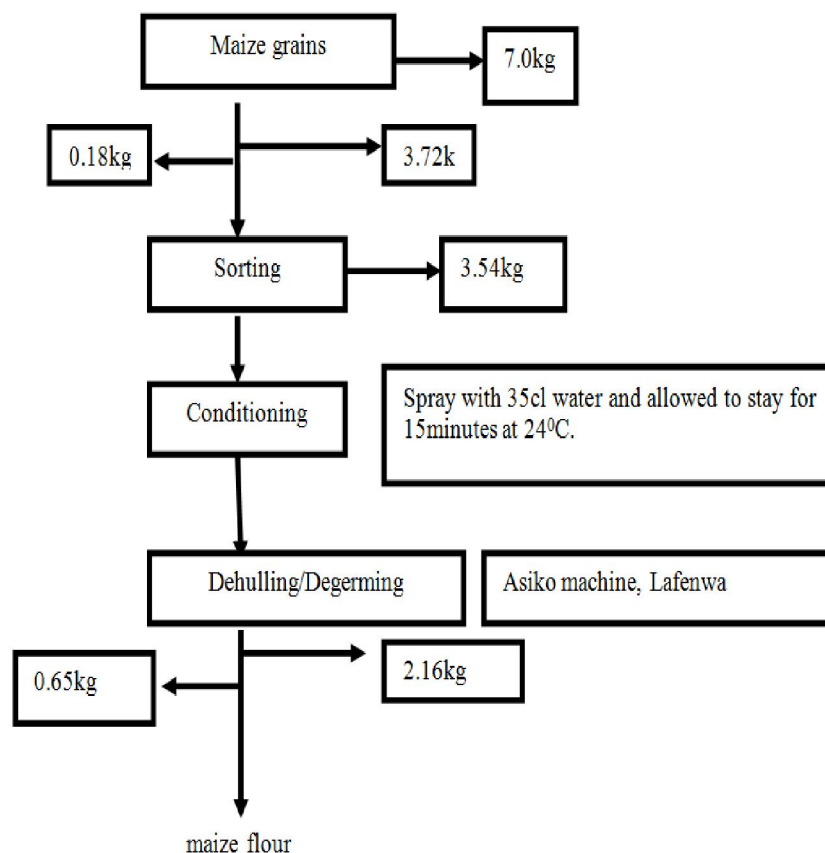 Maize grains
7.0kg
0.18kg
3.72k
Sorting
3.54kg
Conditioning
Spray with 35cl water and allowed to stay for
15minutes at 24⁰C.
Dehulling/Degerming
Asiko machine, Lafenwa
0.65kg
2.16kg
maize flour